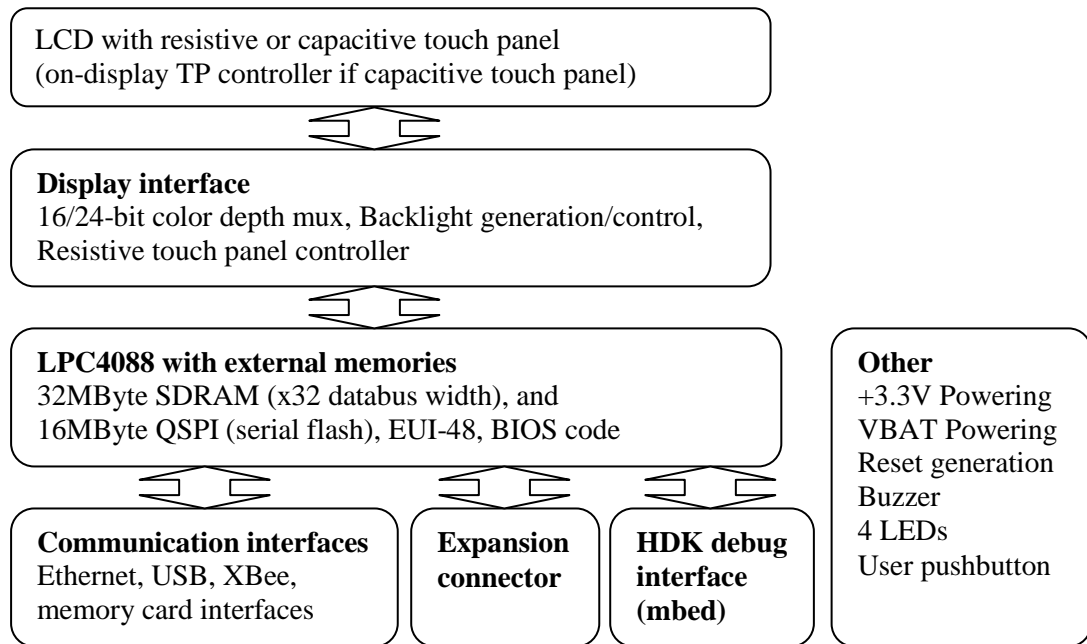 LCD with resistive or capacitive touch panel
(on-display TP controller if capacitive touch panel)
Display interface
16/24-bit color depth mux, Backlight generation/control,
Resistive touch panel controller
LPC4088 with external memories
32MByte SDRAM (x32 databus width), and
16MByte QSPI (serial flash), EUI-48, BIOS code
Other
+3.3V Powering
VBAT Powering
Reset generation
Buzzer
4 LEDs
User pushbutton
Communication interfaces
Ethernet, USB, XBee,
memory card interfaces
Expansion
connector
HDK debug
interface
(mbed)